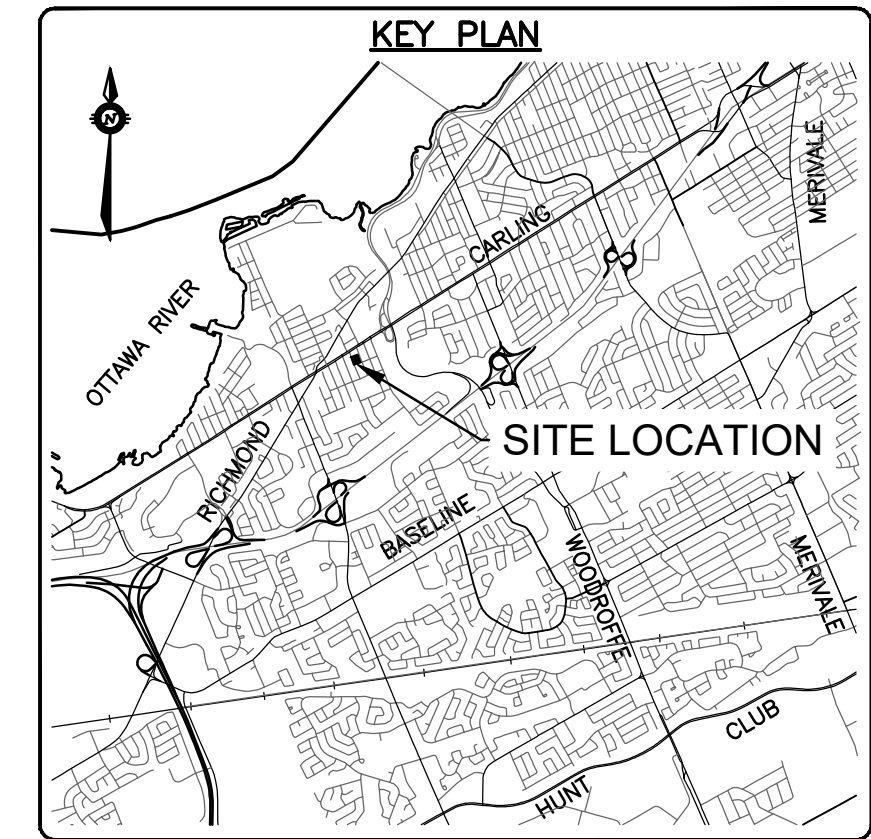 KEY PLAN
N
MERIVALE
CARLING
OTTAWA RIVER
SITE LOCATION
RICHMOND
BASELINE
WOODROFFE
MERIVALE
HUNT CLUB